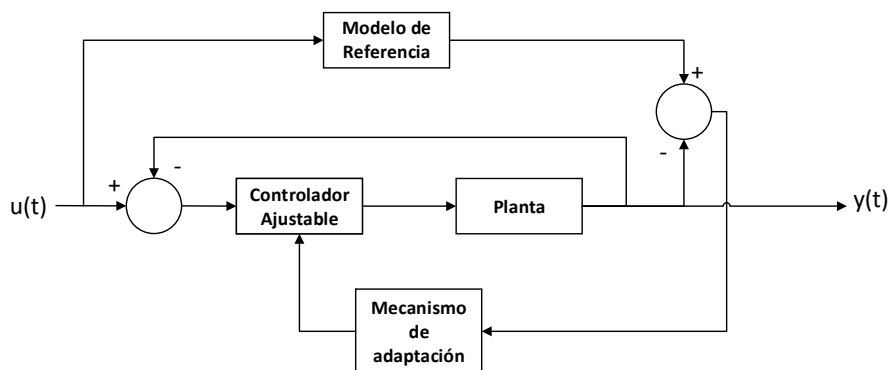 Modelo de
Referencia
+
-
-
+
u(t)
Controlador
Ajustable
Planta
y(t)
Mecanismo
de
adaptación